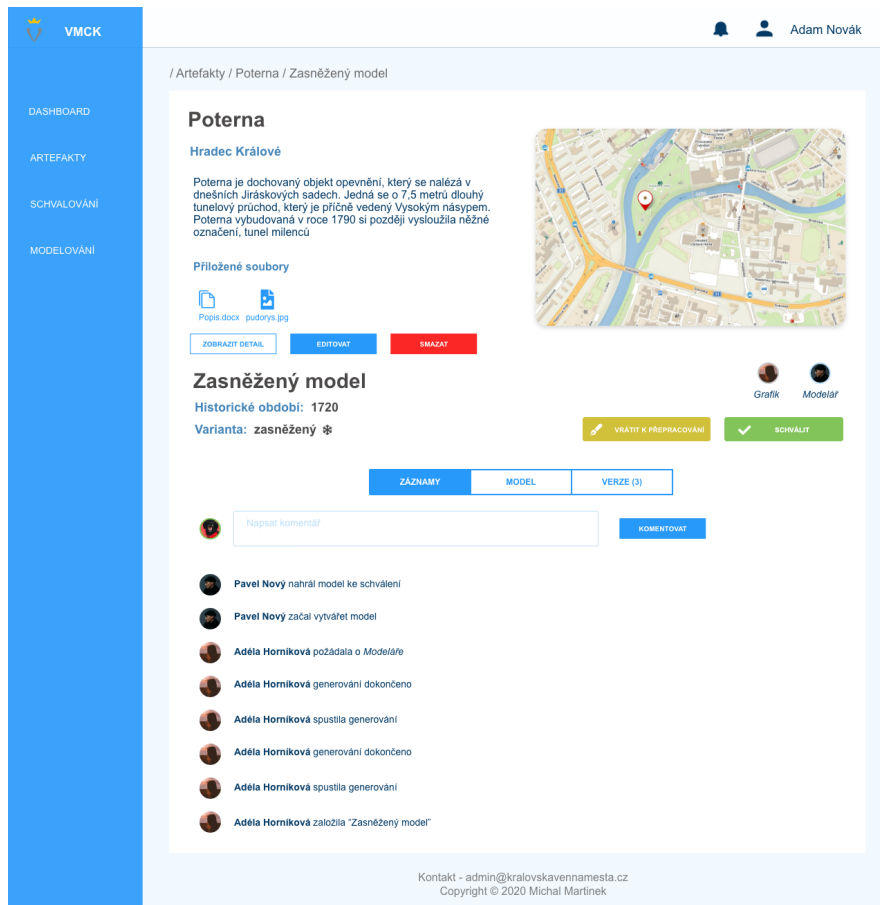 VMCK
Adam Novák
/ Artefakty / Poterna / Zasněžený model
DASHBOARD
ARTEFAKTY
SCHVALOVÁNÍ
MODELOVÁNÍ
Poterna
Hradec Králové
Poterna je dochovaný objekt opevnění, který se nalézá v
dnešních Jiráskových sadech. Jedná se o 7,5 metrů dlouhý
tunelový průchod, který je příčně vedený Vysokým násypem.
Poterna vybudovaná v roce 1790 si později vysloužila něžné
označení, tunel milenců
Přiložené soubory
Popis.docx pudorys.jpg
ZOBRAZIT DETAIL EDITOVAT SMAZAT
Zasněžený model
Grafik Modelář
Historické období: 1720
Varianta: zasněžený
VRÁTIT K PŘEPRACOVÁNÍ SCHVÁLIT
ZÁZNAMY MODEL VERZE (3)
Napsat komentář
KOMENTOVAT
Pavel Nový nahrál model ke schválení
Pavel Nový začal vytvářet model
Adéla Horníková požádala o Modeláře
Adéla Horníková generování dokončeno
Adéla Horníková spustila generování
Adéla Horníková generování dokončeno
Adéla Horníková spustila generování
Adéla Horníková založila "Zasněžený model"
Kontakt - admin@kralovskavennamesta.cz
Copyright © 2020 Michal Martinek